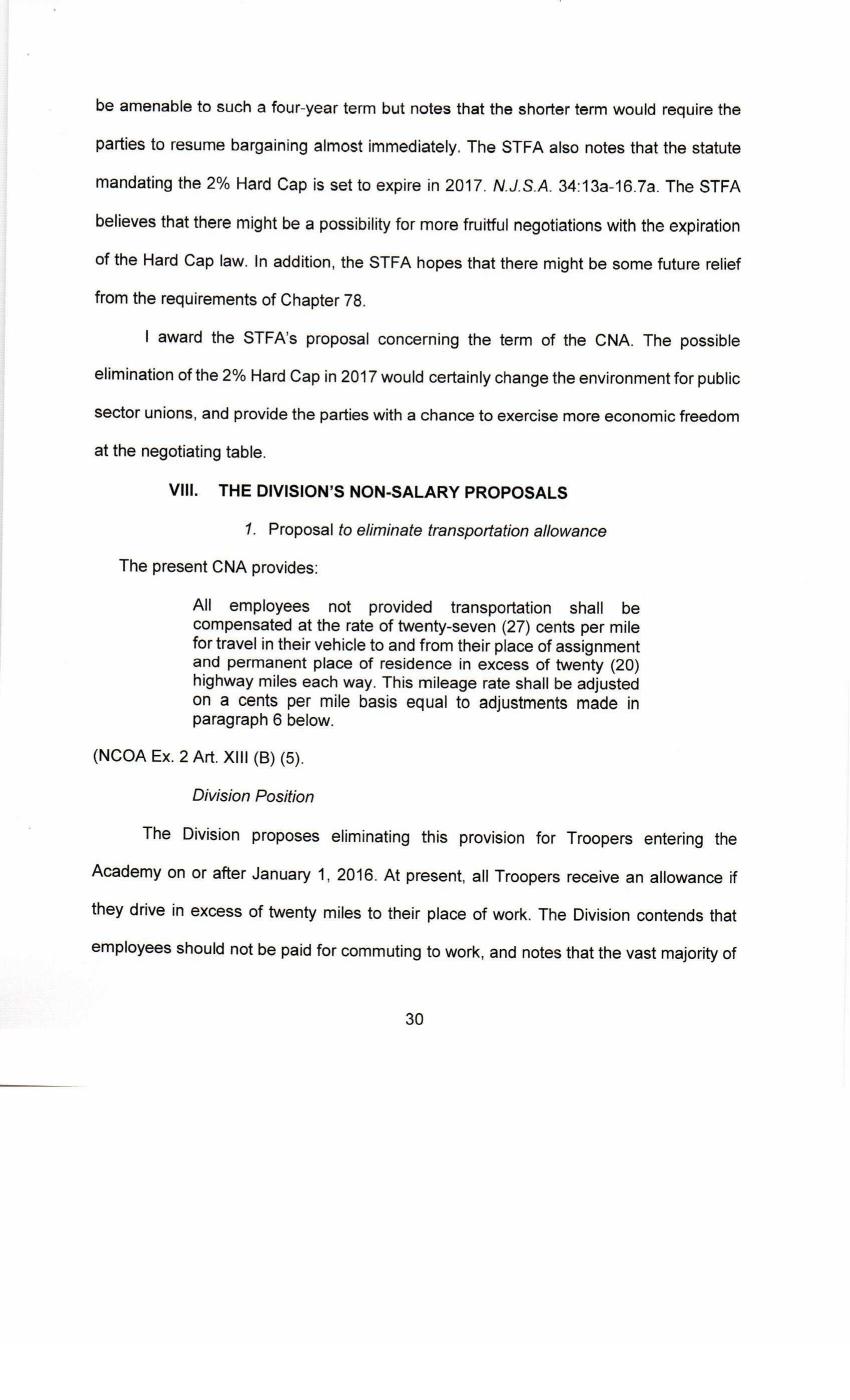 be amenable to such a four-year term but notes that the shorter term would require the
parties to resume bargaining almost immediately. The STFA also notes that the statute
mandating the 2% Hard Cap is set to expire in 2017. N.J.S.A. 34:13a-16.7a. The STFA
believes that there might be a possibility for more fruitful negotiations with the expiration
of the Hard Cap law. In addition, the STFA hopes that there might be some future relief
from the requirements of Chapter 78.
I award the STFA's proposal concerning the term of the CNA. The possible
elimination of the 2% Hard Cap in 2017 would certainly change the environment for public
sector unions, and provide the parties with a chance to exercise more economic freedom
at the negotiating table.
VIII. THE DIVISION'S NON-SALARY PROPOSALS
1. Proposal to eliminate transportation allowance
The present CNA provides:
All employees not provided transportation shall be
compensated at the rate of twenty-seven (27) cents per mile
for travel in their vehicle to and from their place of assignment
and permanent place of residence in excess of twenty (20)
highway miles each way. This mileage rate shall be adjusted
on a cents per mile basis equal to adjustments made in
paragraph 6 below.
(NCOA Ex. 2 Art. XIII (B) (5).
Division Position
The Division proposes eliminating this provision for Troopers entering the
Academy on or after January 1, 2016. At present, all Troopers receive an allowance if
they drive in excess of twenty miles to their place of work. The Division contends that
employees should not be paid for commuting to work, and notes that the vast majority of
30